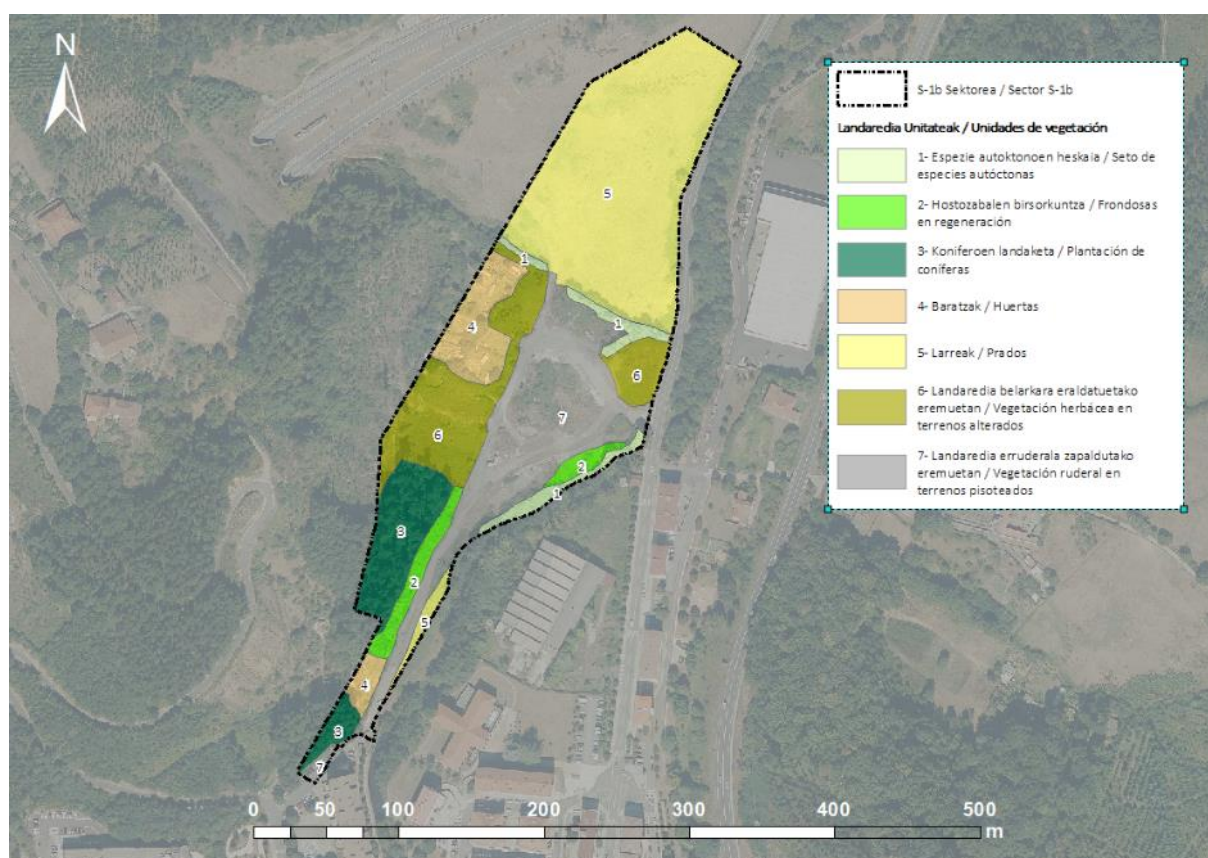 N
S-1b Sektorea / Sector S-1b
Landaredia Unitateak / Unidades de vegetación
1- Espezie autoktonoen heskaia / Seto de
especies autóctonas
2- Hostozabalen birsorkuntza / Frondosas
en regeneración
3- Koniferoen landaketa / Plantación de
coníferas
4- Baratzak / Huertas
5- Larreak / Prados
6- Landaredia belarkara eraldatuetako
eremuetan / Vegetación herbácea en
terrenos alterados
7- Landaredia erruderala zapaldutako
eremuetan / Vegetación ruderal en
terrenos pisoteados
5
1
1
4
6
7
6
2
1
3
2
5
4
3
7
0 50 100 200 300 400 500
m